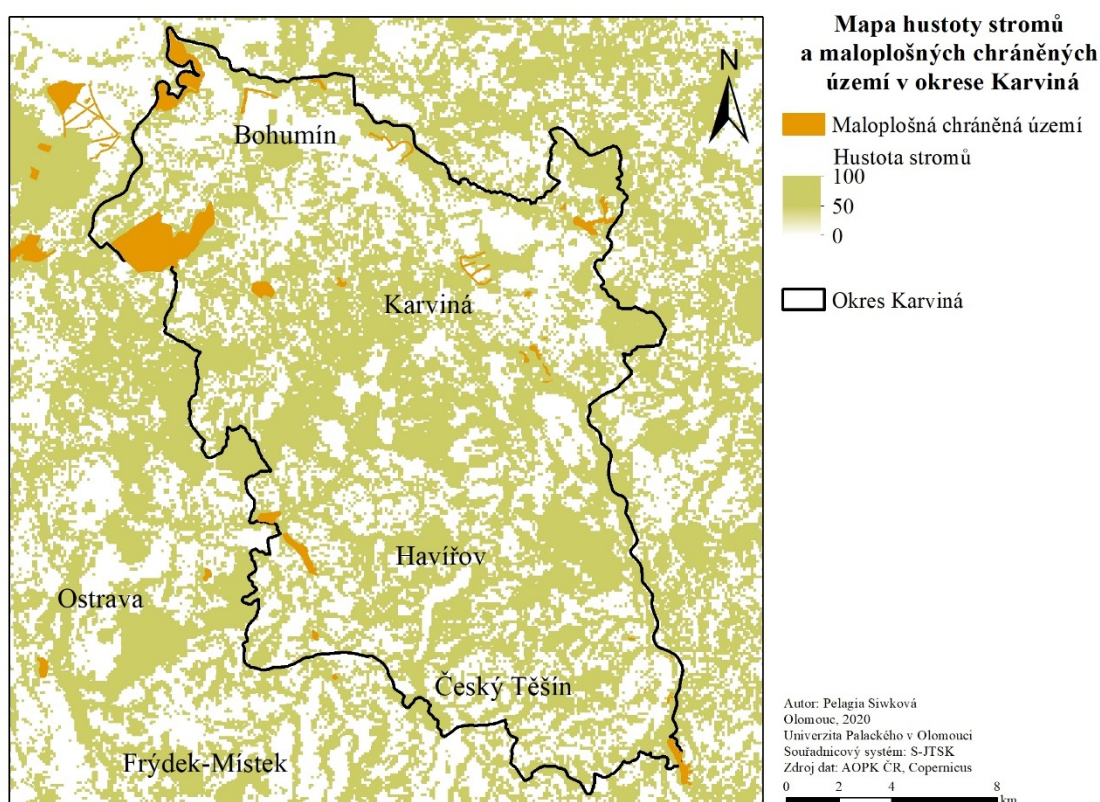 Mapa hustoty stromů
a maloplošných chráněných
území v okrese Karviná
N
Maloplošná chráněná území
Hustota stromů
100
50
0
Okres Karviná
Bohumín
Karviná
Havířov
Ostrava
Český Těšín
Frýdek-Místek
Autor: Pelagia Siwková
Olomouc, 2020
Univerzita Palackého v Olomouci
Souřadnicový systém: S-JTSK
Zdroj dat: AOPK ČR, Copernicus
0 2 4 8
km